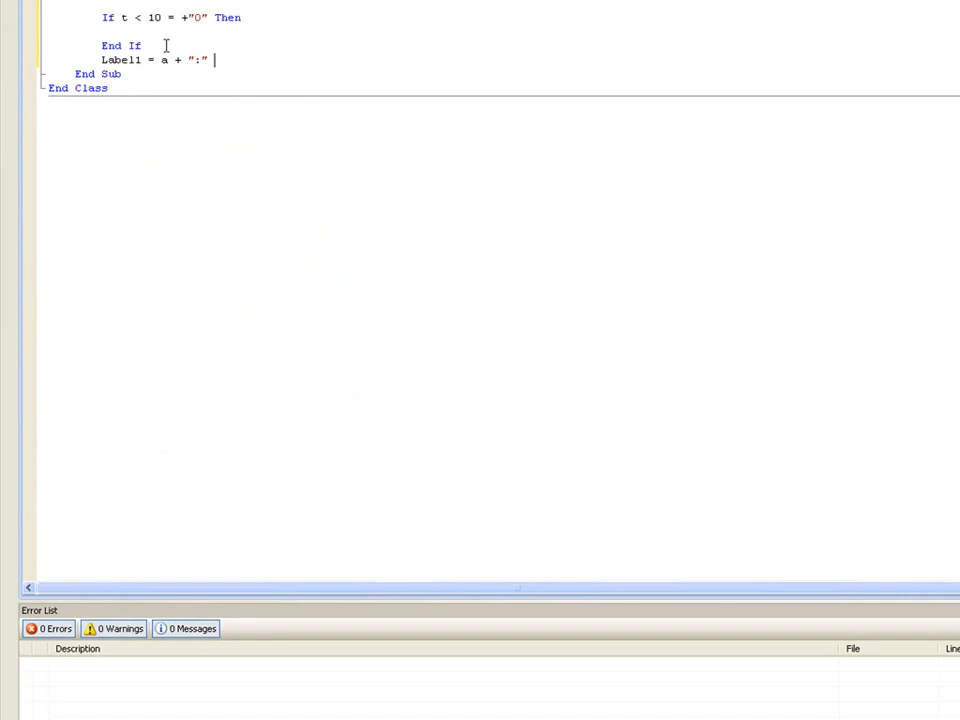 If t < 10 = +"0" Then
End If
Label1 = a + ":"
End Sub
End Class
Error List
0 Errors
0 Warnings
0 Messages
Description
File
Line